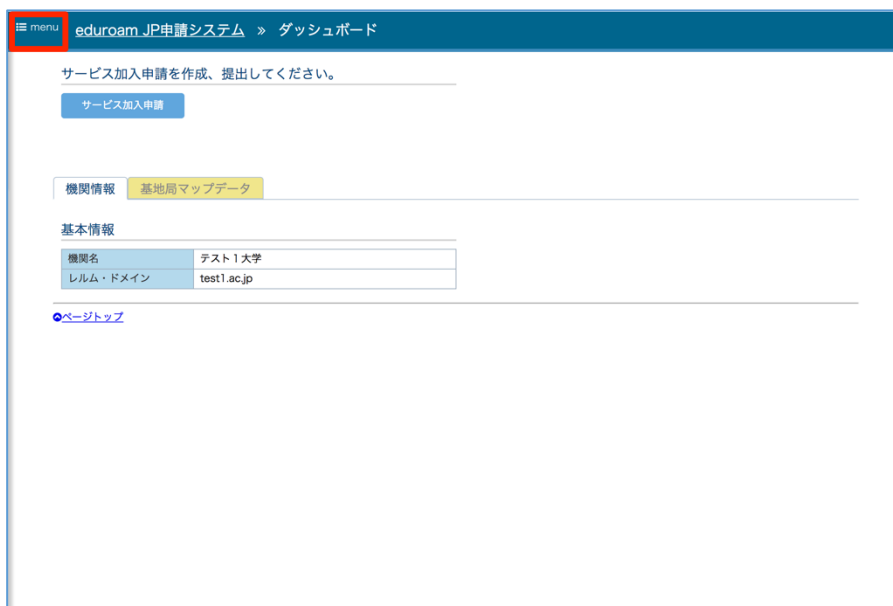 menu eduroam JP申請システム » ダッシュボード
サービス加入申請を作成、提出してください。
サービス加入申請
機関情報 基地局マップデータ
基本情報
機関名 テスト1大学
レルム・ドメイン test1.ac.jp
ページトップ